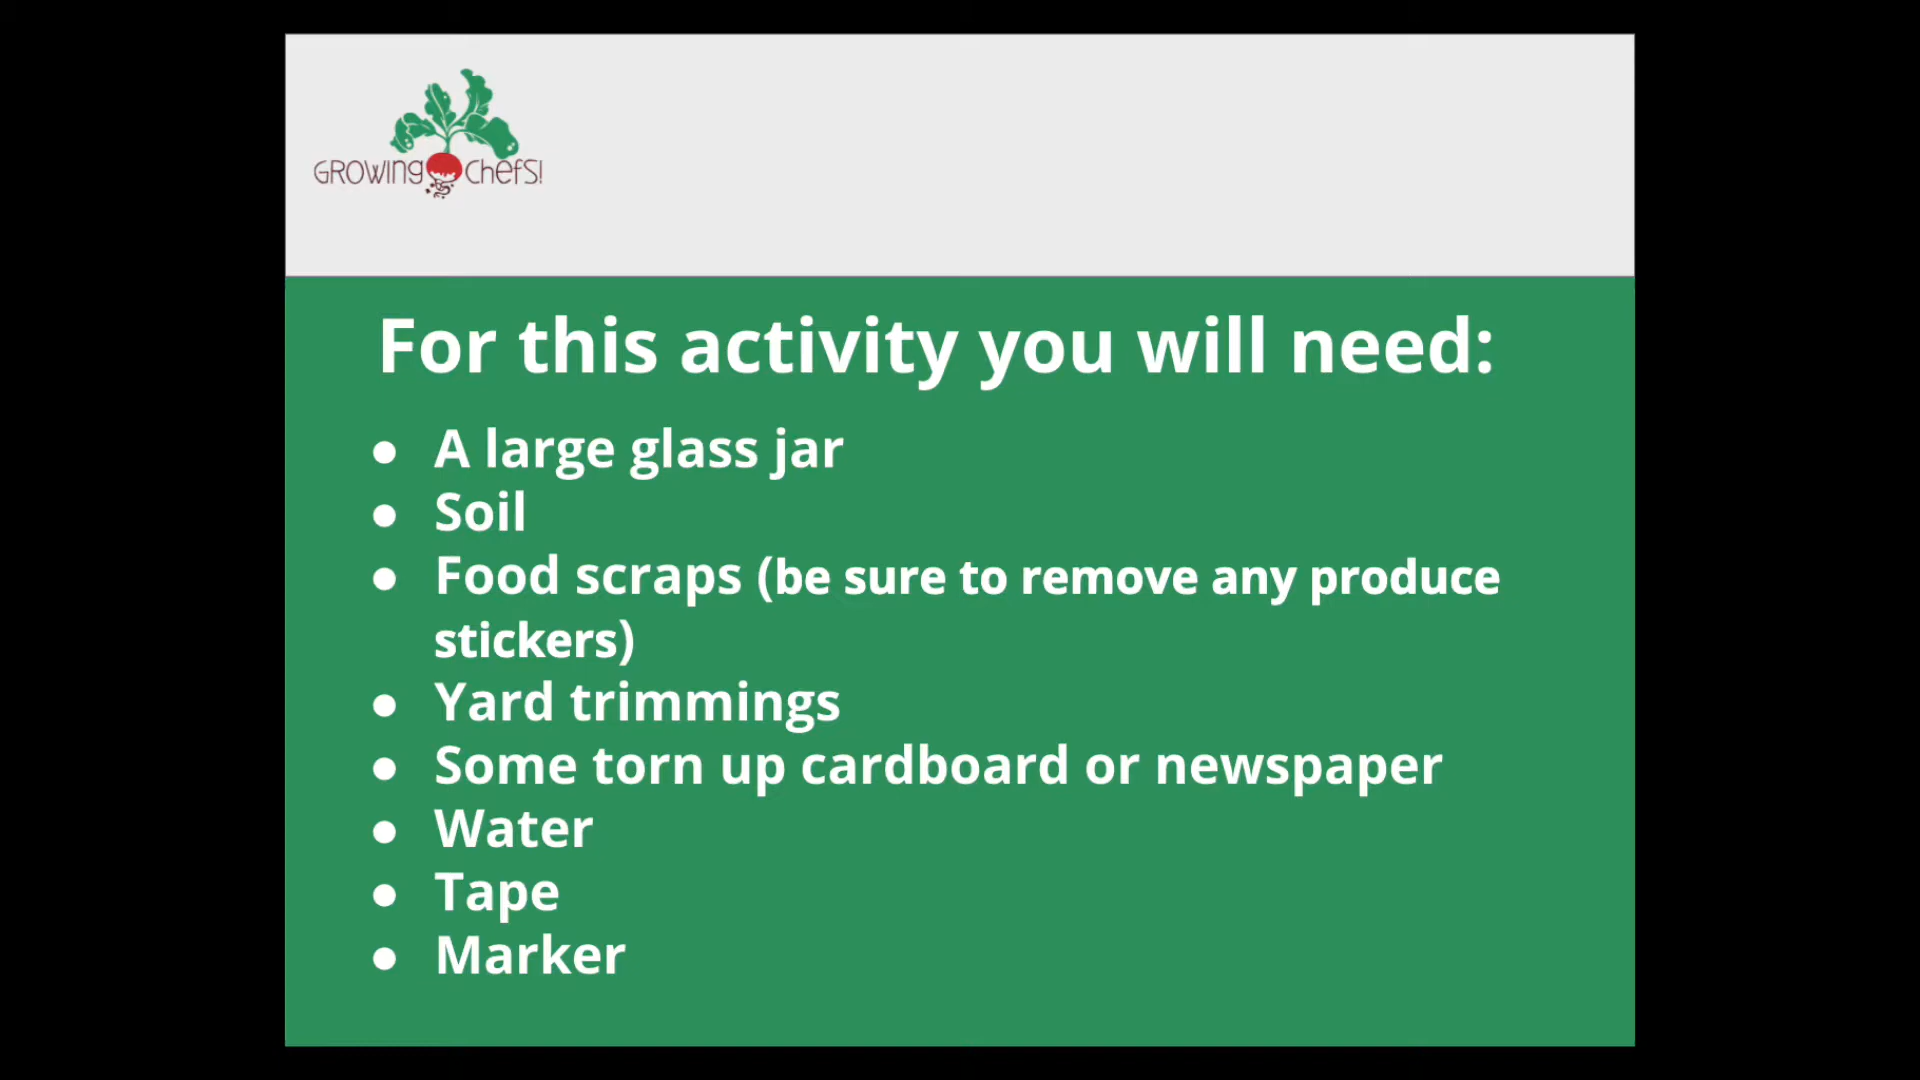 GROWING CHEFS!
For this activity you will need:
● A large glass jar
● Soil
● Food scraps (be sure to remove any produce
stickers)
● Yard trimmings
● Some torn up cardboard or newspaper
● Water
● Tape
● Marker